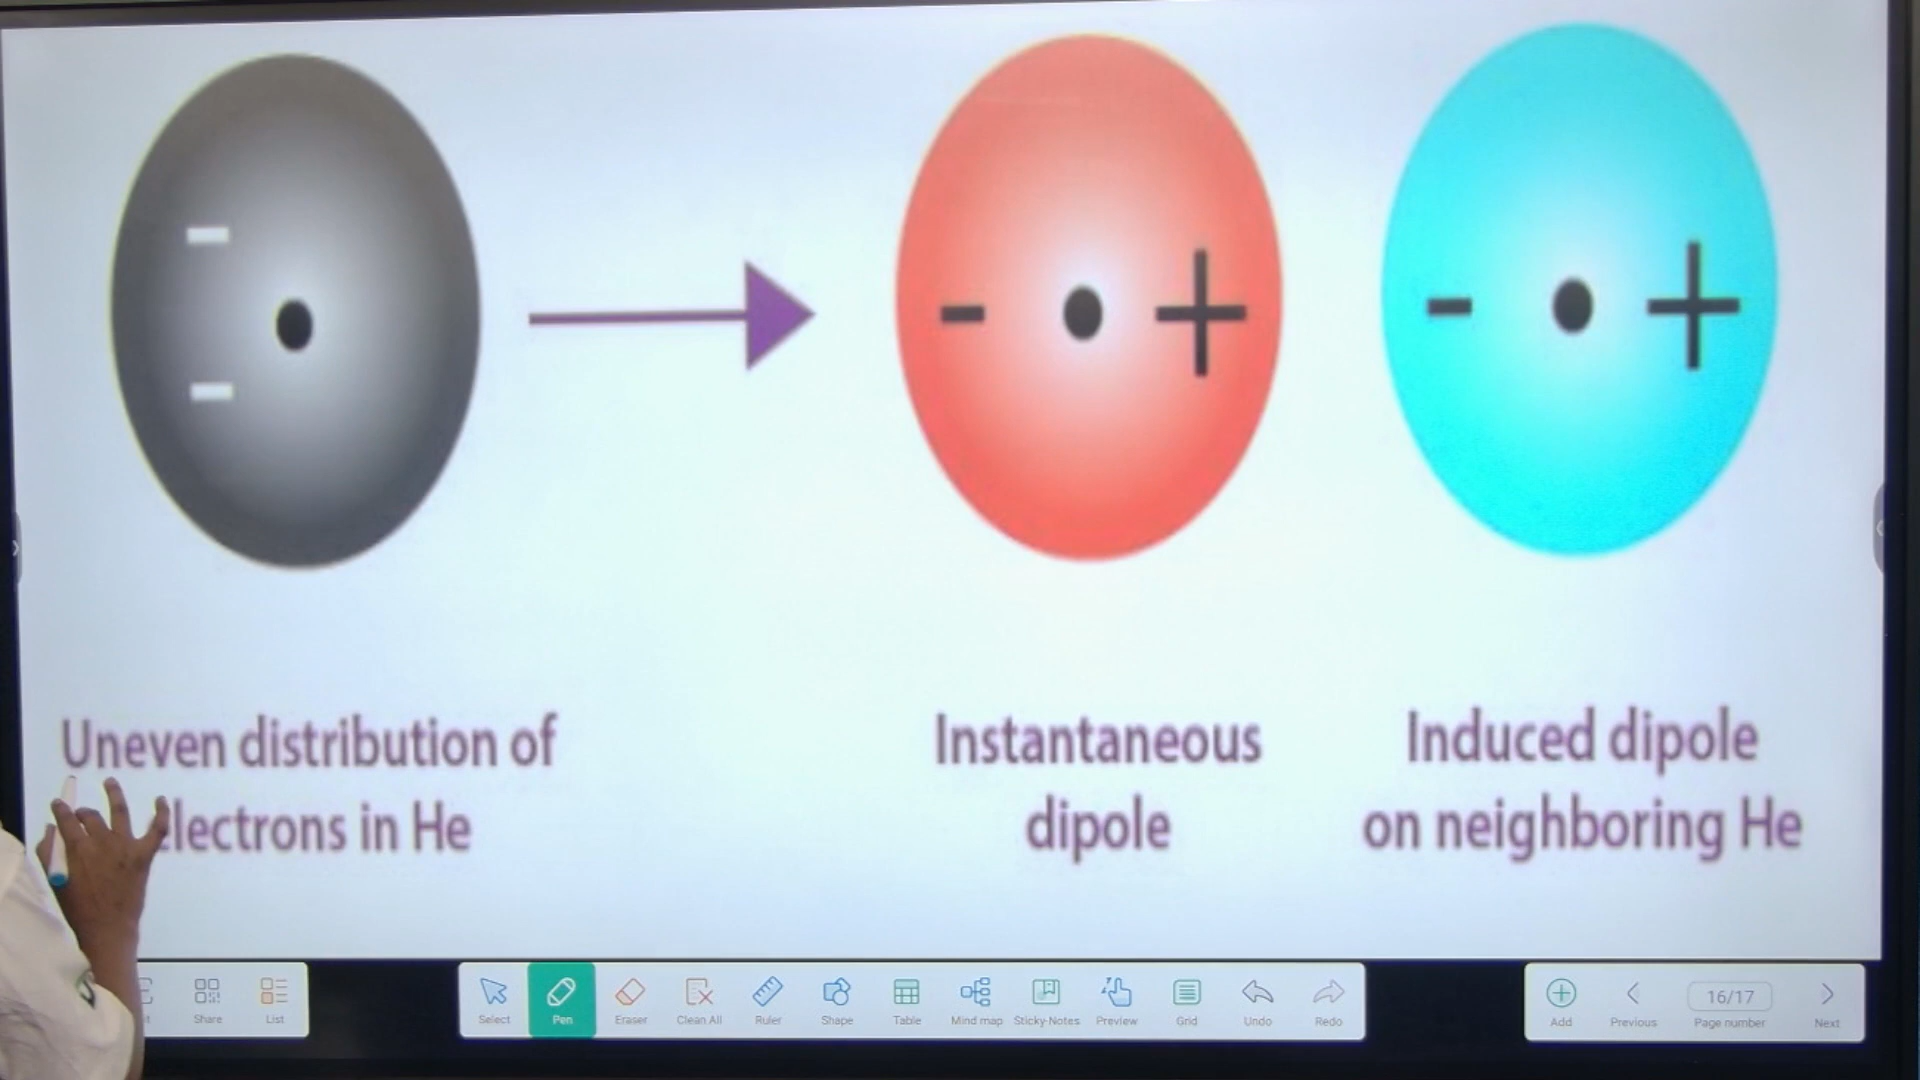 Uneven distribution of
electrons in He
Instantaneous
dipole
Induced dipole
on neighboring He
Share
List
Select
Pen
Eraser
Clean All
Ruler
Shape
Table
Mind map
Sticky-Notes
Preview
Grid
Undo
Redo
Add
Previous
16/17
Page number
Next